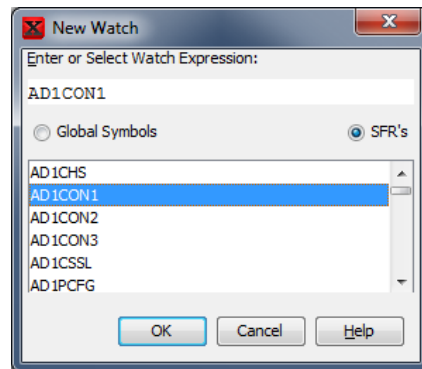 New Watch
Enter or Select Watch Expression:
AD1CON1
Global Symbols SFR's
AD1CHS
AD1CON1
AD1CON2
AD1CON3
AD1CSSL
AD1PCFG
OK Cancel Help